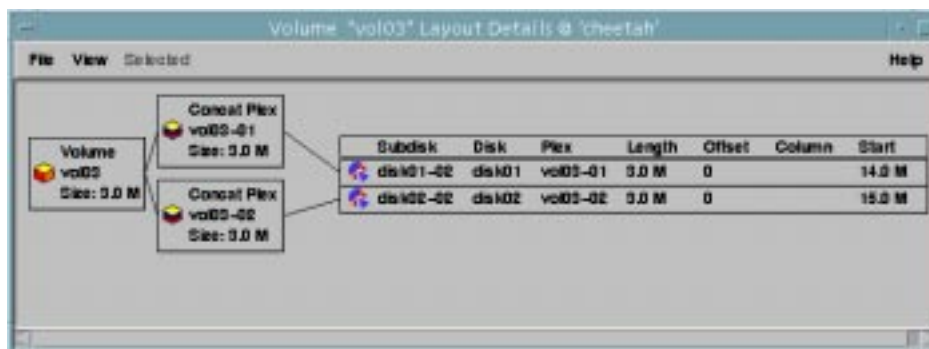 Volume "vol03" Layout Details @ 'cheetah'
File View Selected Help
Concat Plex
vol03-01
Size: 3.0 M
Volume
vol03
Size: 3.0 M
Concat Plex
vol03-02
Size: 3.0 M
Subdisk Disk Plex Length Offset Column Start
disk01-02 disk01 vol03-01 3.0 M 0 14.0 M
disk02-02 disk02 vol03-02 3.0 M 0 15.0 M